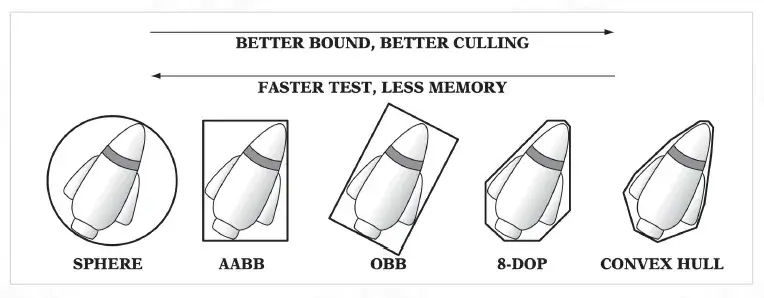 BETTER BOUND, BETTER CULLING
FASTER TEST, LESS MEMORY
SPHERE AABB OBB 8-DOP CONVEX HULL